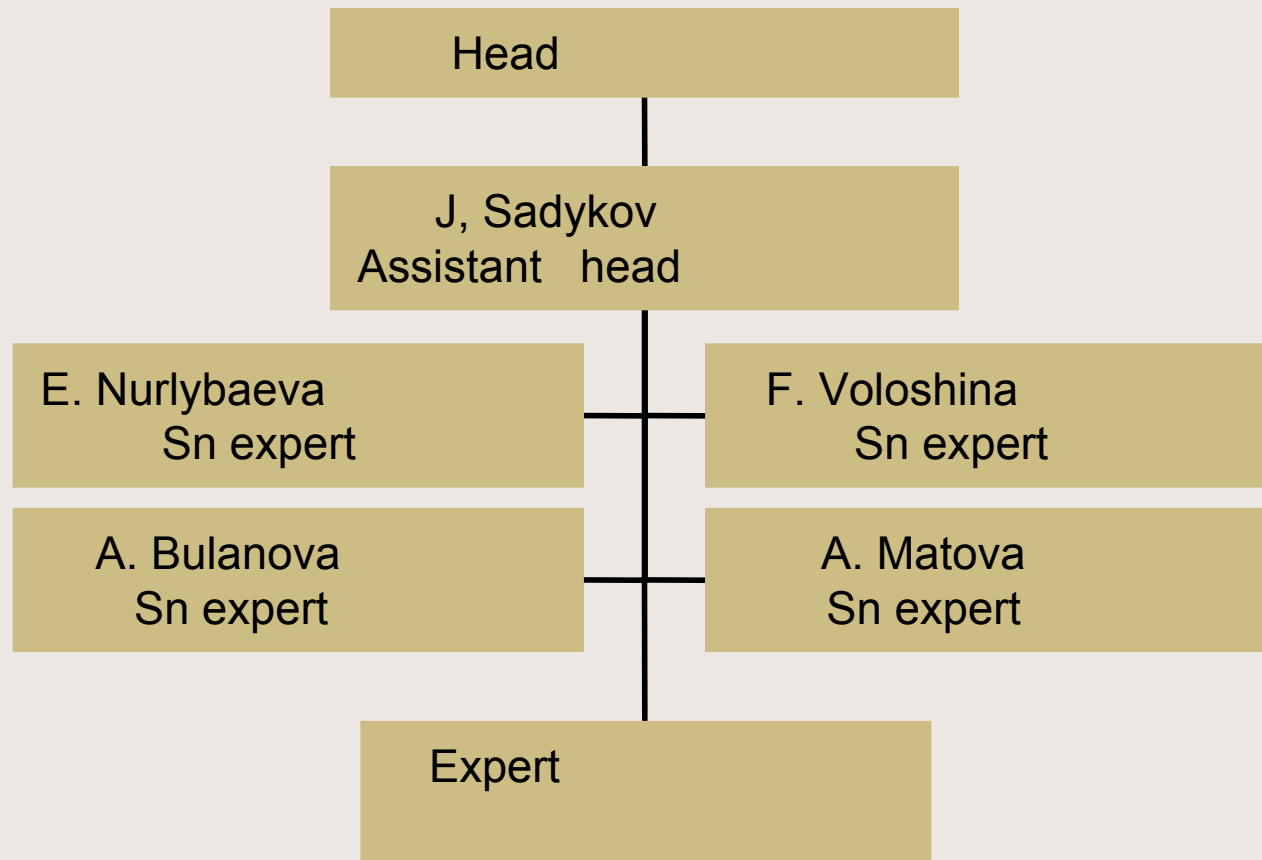 Head
J, Sadykov
Assistant head
E. Nurlybaeva
Sn expert
F. Voloshina
Sn expert
A. Bulanova
Sn expert
A. Matova
Sn expert
Expert